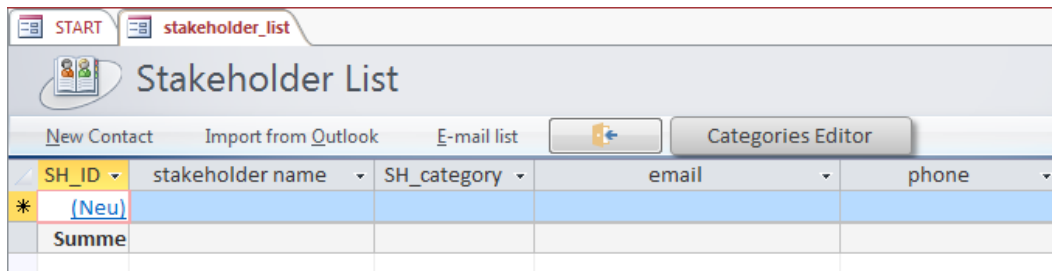 START stakeholder_list
Stakeholder List
New Contact Import from Outlook E-mail list Categories Editor
SH_ID stakeholder name SH_category email phone
* (Neu)
Summe